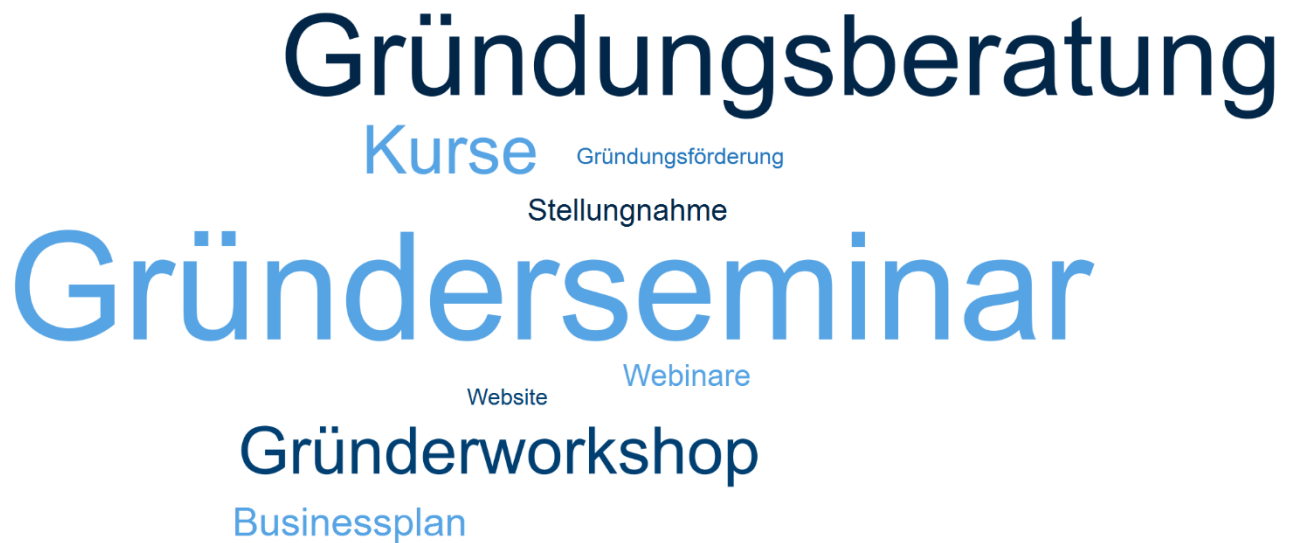 Gründungsberatung
Kurse
Gründungsförderung
Stellungnahme
Gründerseminar
Webinare
Website
Gründerworkshop
Businessplan